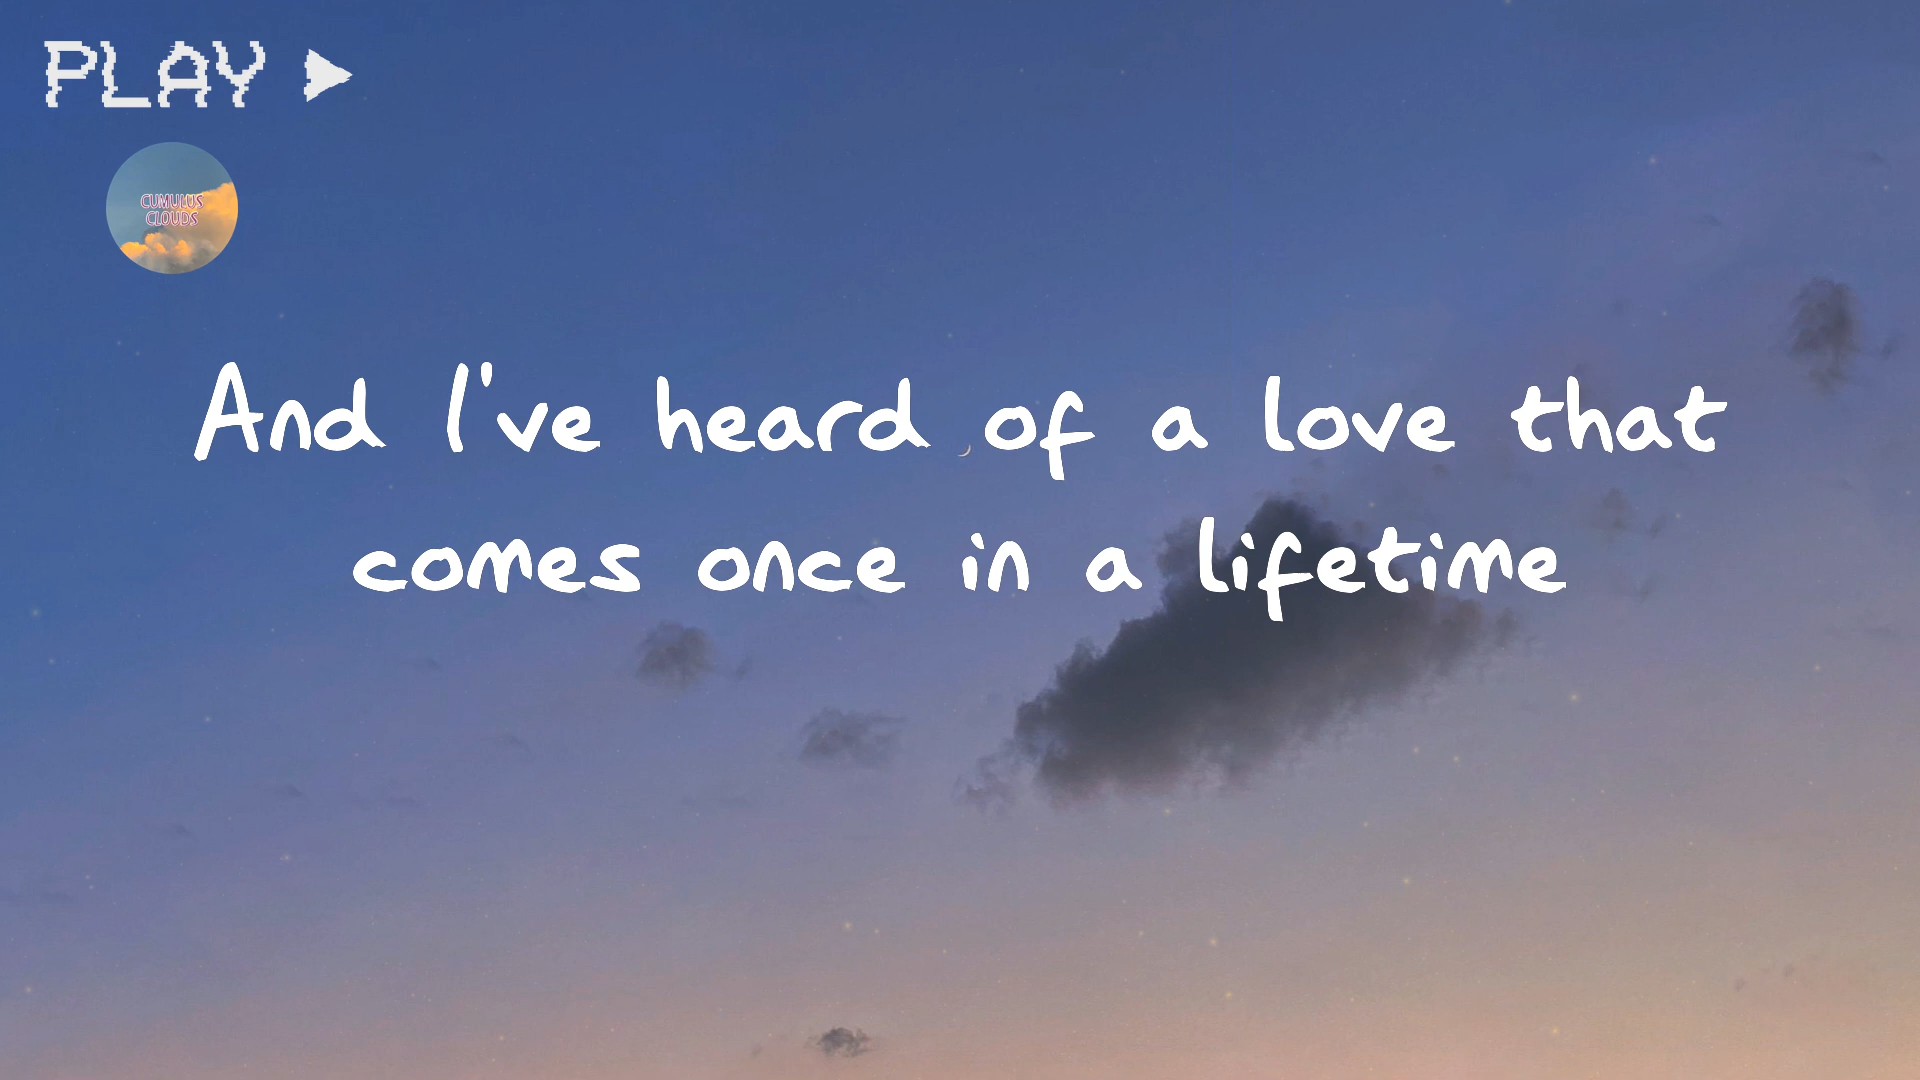 PLAY
CUMULUS
CLOUDS
And I've heard of a love that
comes once in a lifetime